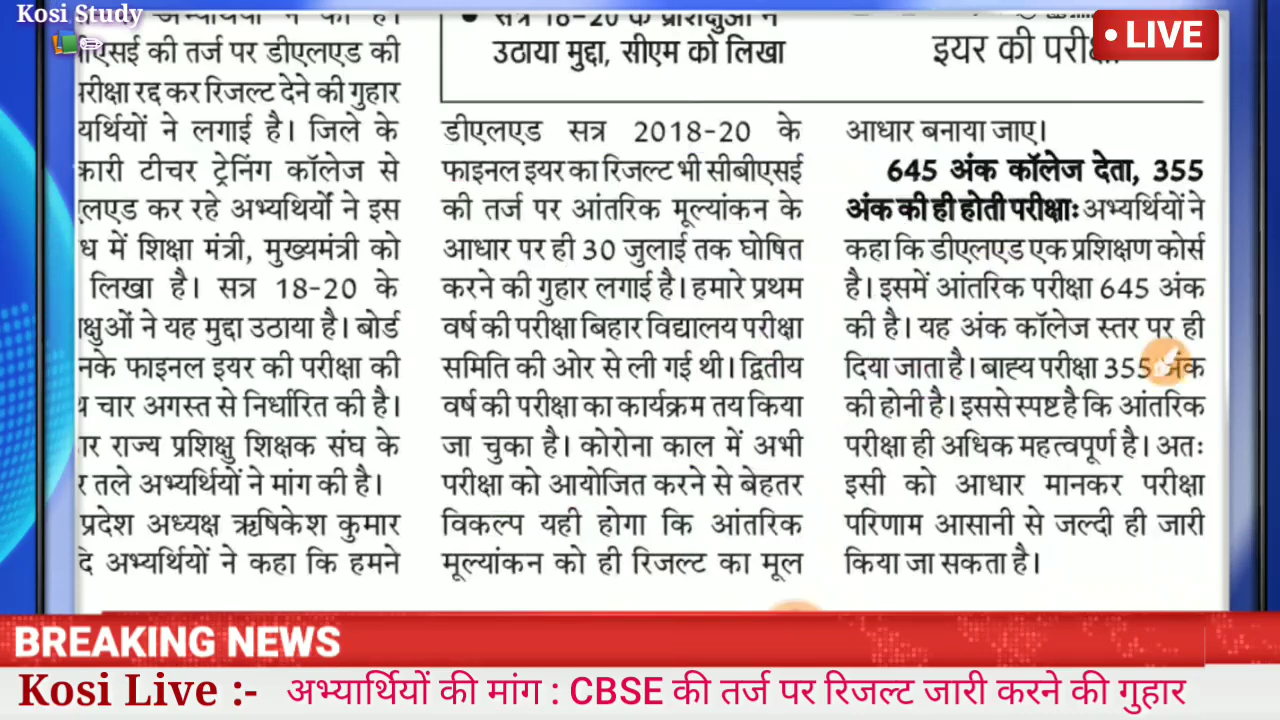 Kosi Study
LIVE
अभ्यर्थियों ने की है।
की तर्ज पर डीएलएड की
रद्द कर रिजल्ट देने की गुहार
ने लगाई है। जिले के
टीचर ट्रेनिंग कॉलेज से
कर रहे अभ्यथियों ने इस
में शिक्षा मंत्री, मुख्यमंत्री को
लिखा है। सत्र 18-20 के
ने यह मुद्दा उठाया है। बोर्ड
फाइनल इयर की परीक्षा की
चार अगस्त से निर्धारित की है।
राज्य प्रशिक्षु शिक्षक संघ के
तले अभ्यर्थियों ने मांग की है।
प्रदेश अध्यक्ष ऋषिकेश कुमार
अभ्यर्थियों ने कहा कि हमने
• सत्र 18-20 के प्रशिक्षुओं ने
उठाया मुद्दा, सीएम को लिखा
डीएलएड सत्र 2018-20 के
फाइनल इयर का रिजल्ट भी सीबीएसई
की तर्ज पर आंतरिक मूल्यांकन के
आधार पर ही 30 जुलाई तक घोषित
करने की गुहार लगाई है। हमारे प्रथम
वर्ष की परीक्षा बिहार विद्यालय परीक्षा
समिति की ओर से ली गई थी। द्वितीय
वर्ष की परीक्षा का कार्यक्रम तय किया
जा चुका है। कोरोना काल में अभी
परीक्षा को आयोजित करने से बेहतर
विकल्प यही होगा कि आंतरिक
मूल्यांकन को ही रिजल्ट का मूल
इयर की
आधार बनाया जाए।
645 अंक कॉलेज देता, 355
अंक की ही होती परीक्षाः अभ्यर्थियों ने
कहा कि डीएलएड एक प्रशिक्षण कोर्स
है। इसमें आंतरिक परीक्षा 645 अंक
की है। यह अंक कॉलेज स्तर पर ही
दिया जाता है। बाह्य परीक्षा 355 अंक
की होनी है। इससे स्पष्ट है कि आंतरिक
परीक्षा ही अधिक महत्वपूर्ण है। अतः
इसी को आधार मानकर परीक्षा
परिणाम आसानी से जल्दी ही जारी
किया जा सकता है।
BREAKING NEWS
Kosi Live :- अभ्यार्थियों की मांग : CBSE की तर्ज पर रिजल्ट जारी करने की गुहार